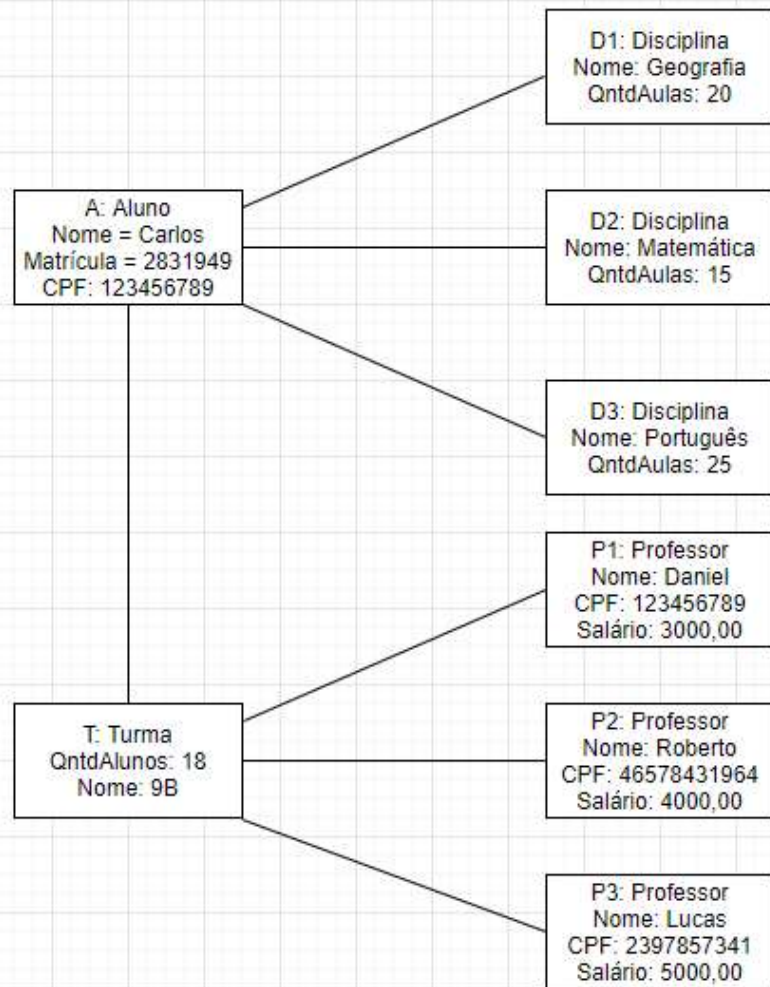 D1: Disciplina
Nome: Geografia
QntdAulas: 20
A: Aluno
Nome = Carlos
Matrícula = 2831949
CPF: 123456789
D2: Disciplina
Nome: Matemática
QntdAulas: 15
D3: Disciplina
Nome: Português
QntdAulas: 25
P1: Professor
Nome: Daniel
CPF: 123456789
Salário: 3000,00
T: Turma
QntdAlunos: 18
Nome: 9B
P2: Professor
Nome: Roberto
CPF: 46578431964
Salário: 4000,00
P3: Professor
Nome: Lucas
CPF: 2397857341
Salário: 5000,00